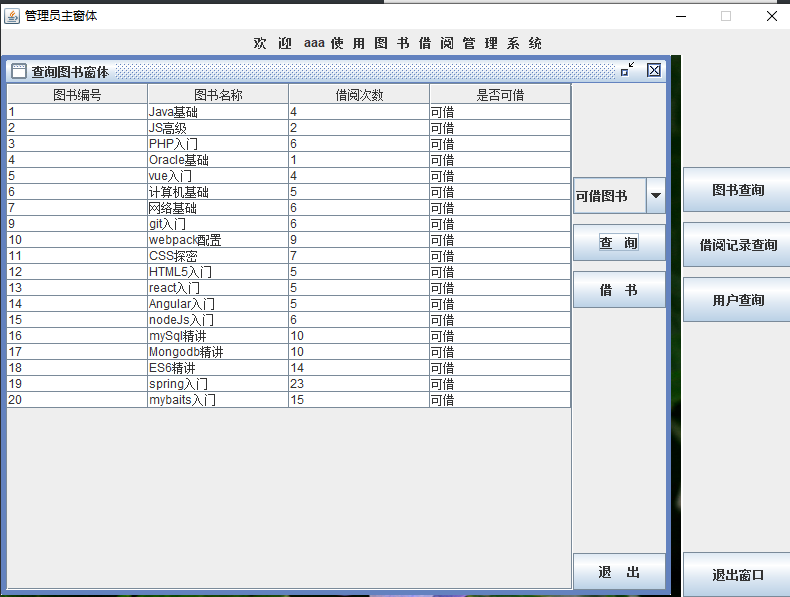 管理员主窗体
欢 迎 aaa 使 用 图 书 借 阅 管 理 系 统
查询图书窗体
图书编号 图书名称 借阅次数 是否可借
1 Java基础 4 可借
2 JS高级 2 可借
3 PHP入门 6 可借
4 Oracle基础 1 可借
5 vue入门 4 可借
6 计算机基础 5 可借
7 网络基础 6 可借
9 git入门 6 可借
10 webpack配置 9 可借
11 CSS探密 7 可借
12 HTML5入门 5 可借
13 react入门 5 可借
14 Angular入门 5 可借
15 nodeJs入门 6 可借
16 mySql精讲 10 可借
17 Mongodb精讲 10 可借
18 ES6精讲 14 可借
19 spring入门 23 可借
20 mybaits入门 15 可借
可借图书
查 询
借 书
退 出
图书查询
借阅记录查询
用户查询
退出窗口